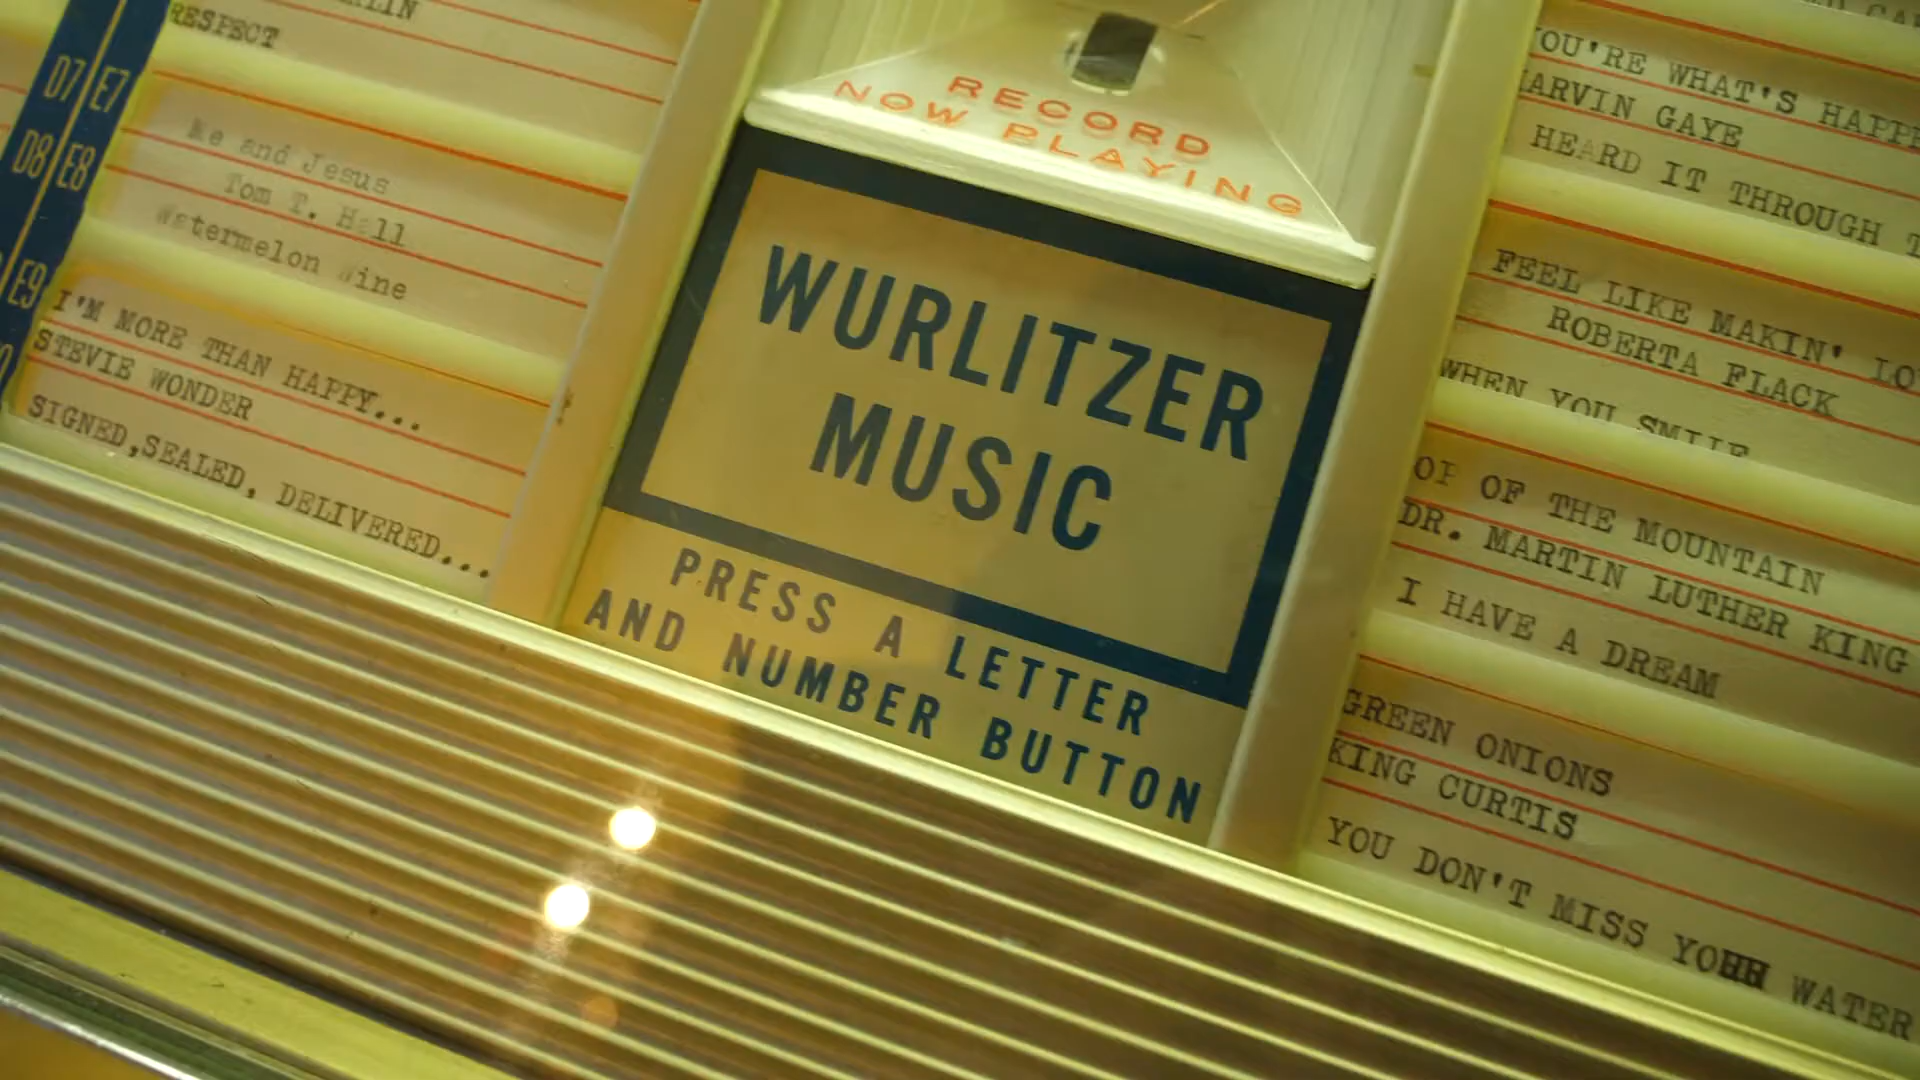 RESPECT
D7 E7
D8 E8
Me and Jesus
Tom T. Hall
Watermelon Wine
E9
I'M MORE THAN HAPPY...
STEVIE WONDER
SIGNED,SEALED, DELIVERED...
RECORD
NOW PLAYING
WURLITZER
MUSIC
PRESS A LETTER
AND NUMBER BUTTON
YOU'RE WHAT'S HAPPE
ARVIN GAYE
HEARD IT THROUGH T
FEEL LIKE MAKIN' LO
ROBERTA FLACK
WHEN YOU SMILE
OF THE MOUNTAIN
DR. MARTIN LUTHER KING
I HAVE A DREAM
GREEN ONIONS
KING CURTIS
YOU DON'T MISS WATER